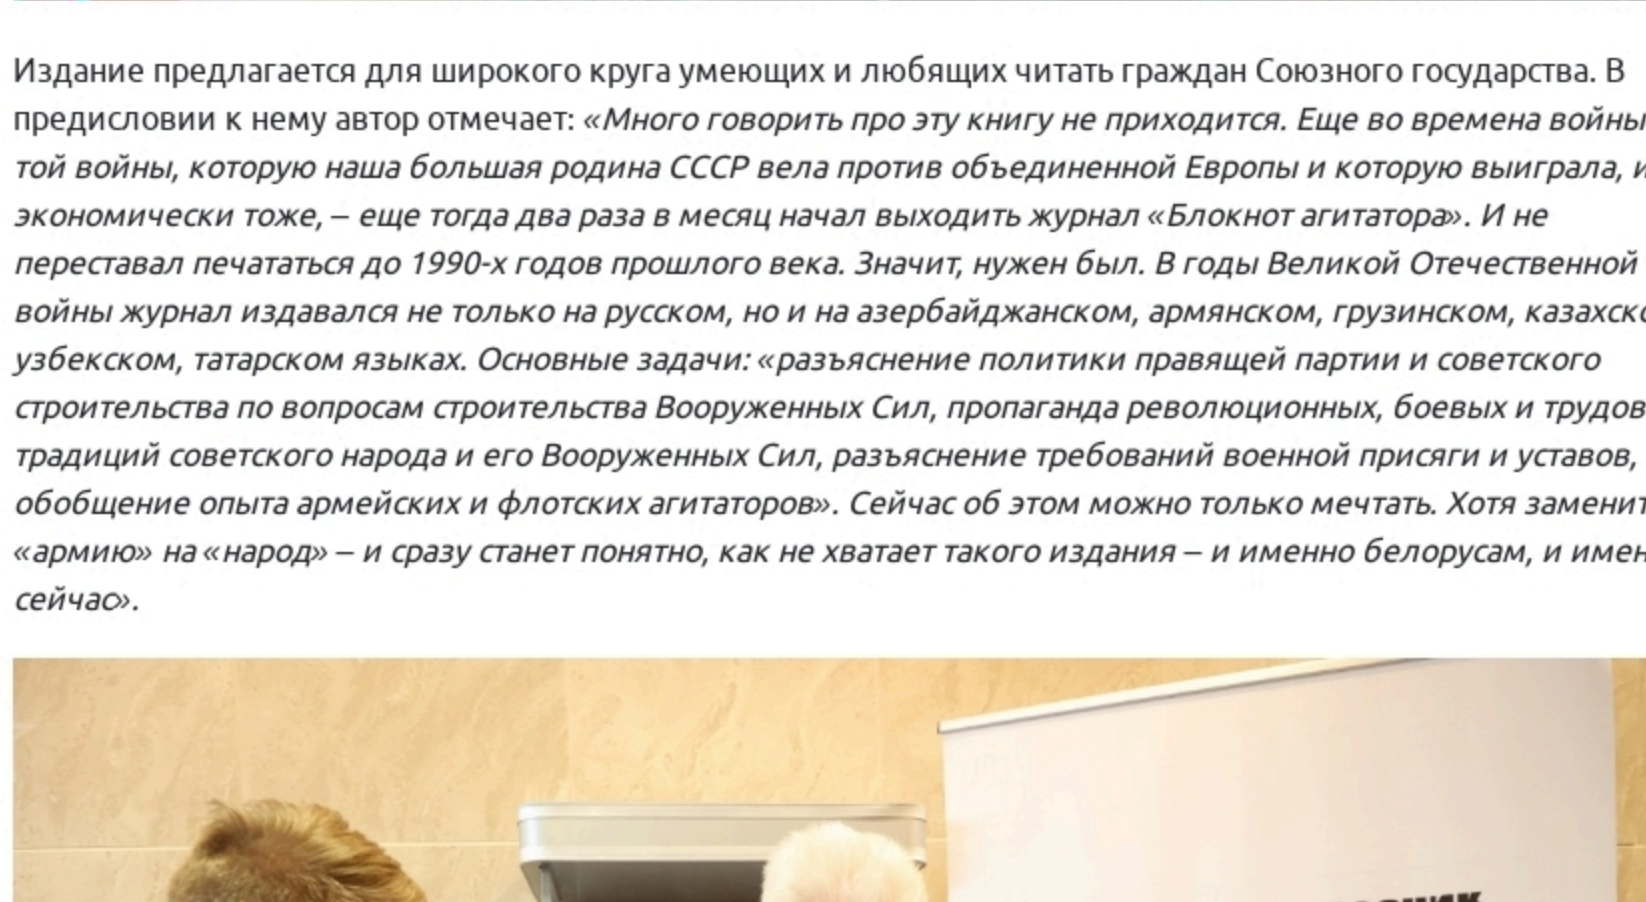 Издание предлагается для широкого круга умеющих и любящих читать граждан Союзного государства. В
предисловии к нему автор отмечает: «Много говорить про эту книгу не приходится. Еще во времена войны
той войны, которую наша большая родина СССР вела против объединенной Европы и которую выиграла, и
экономически тоже, – еще тогда два раза в месяц начал выходить журнал «Блокнот агитатора». И не
переставал печататься до 1990-х годов прошлого века. Значит, нужен был. В годы Великой Отечественной
войны журнал издавался не только на русском, но и на азербайджанском, армянском, грузинском,
узбекском, татарском языках. Основные задачи: «разъяснение политики правящей партии и советского
строительства по вопросам строительства Вооруженных Сил, пропаганда революционных, боевых и
традиций советского народа и его Вооруженных Сил, разъяснение требований военной присяги и уставов,
обобщение опыта армейских и флотских агитаторов». Сейчас об этом можно только мечтать. Хотя
«армию» на «народ» – и сразу станет понятно, как не хватает такого издания – и именно белорусам, и
сейчас».